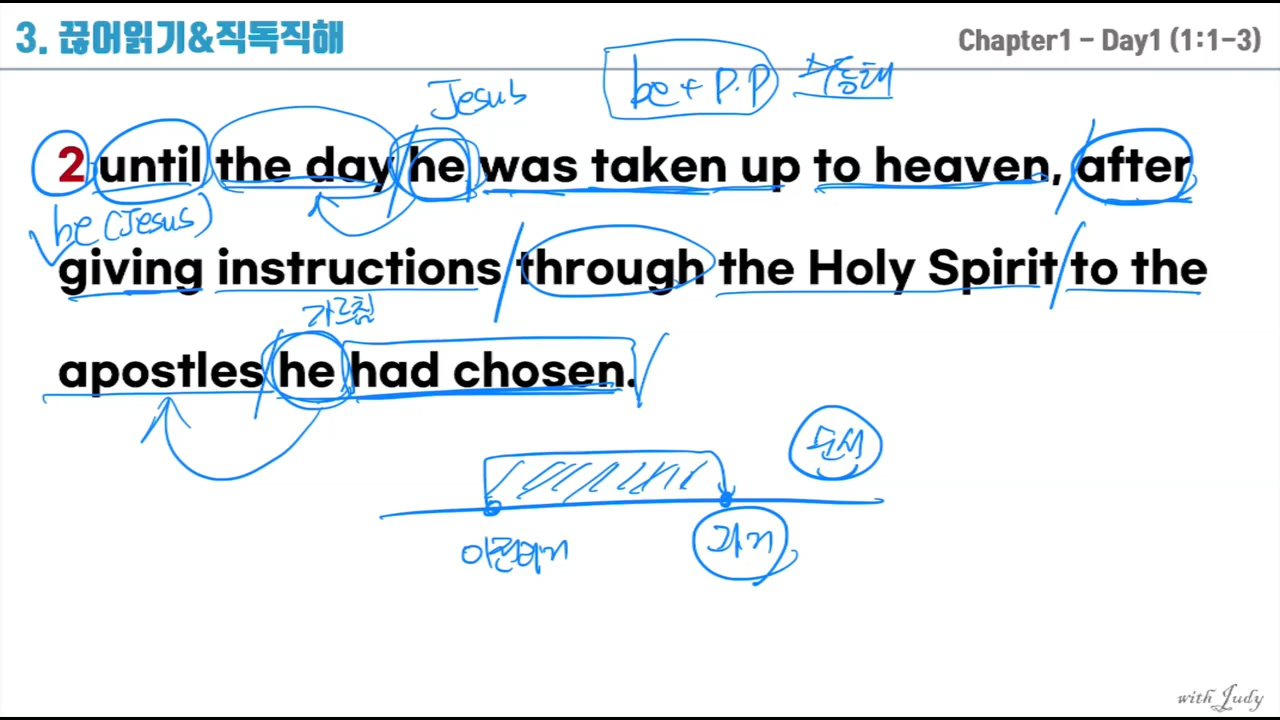 3. 끊어읽기&직독직해
Chapter1 - Day1 (1:1-3)
Jesus
be + P.P 수동태
2 until the day he was taken up to heaven, after
he (Jesus)
giving instructions through the Holy Spirit to the
가르침
apostles he had chosen.
과거
with Judy